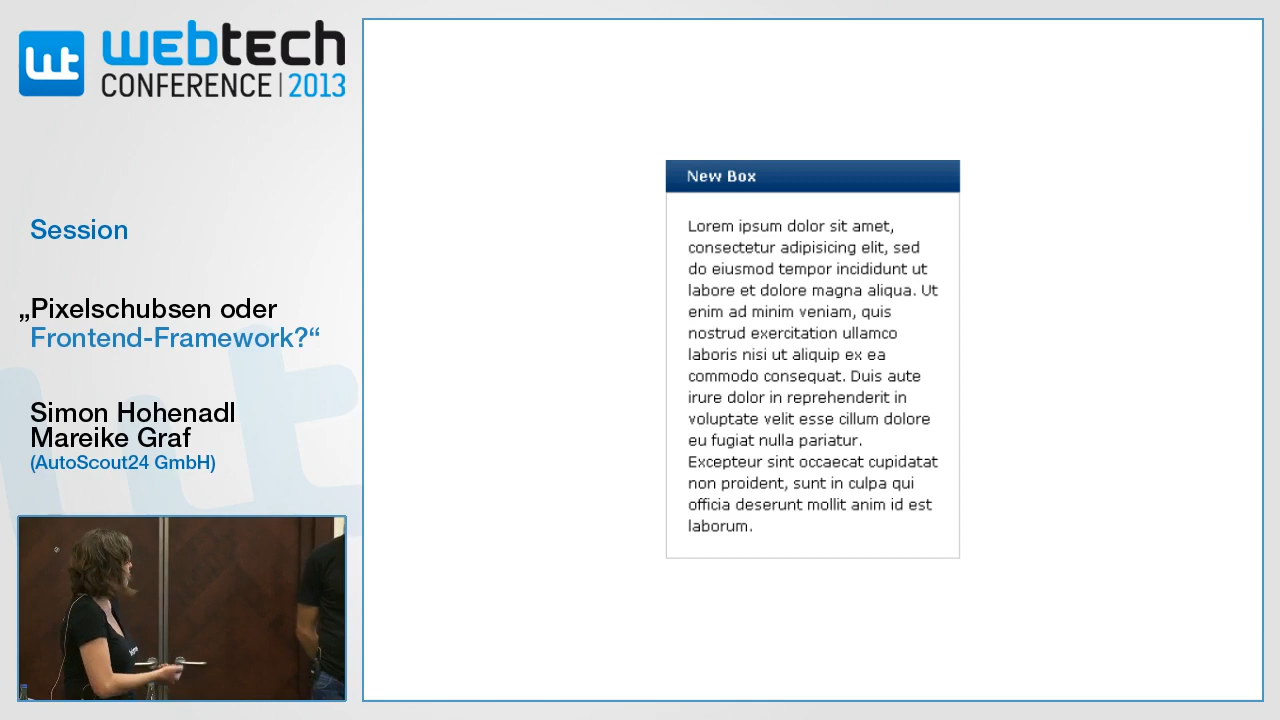 wt webtech
CONFERENCE | 2013
Session
„Pixelschubsen oder
Frontend-Framework?“
Simon Hohenadl
Mareike Graf
(AutoScout24 GmbH)
New Box
Lorem ipsum dolor sit amet,
consectetur adipisicing elit, sed
do eiusmod tempor incididunt ut
labore et dolore magna aliqua. Ut
enim ad minim veniam, quis
nostrud exercitation ullamco
laboris nisi ut aliquip ex ea
commodo consequat. Duis aute
irure dolor in reprehenderit in
voluptate velit esse cillum dolore
eu fugiat nulla pariatur.
Excepteur sint occaecat cupidatat
non proident, sunt in culpa qui
officia deserunt mollit anim id est
laborum.